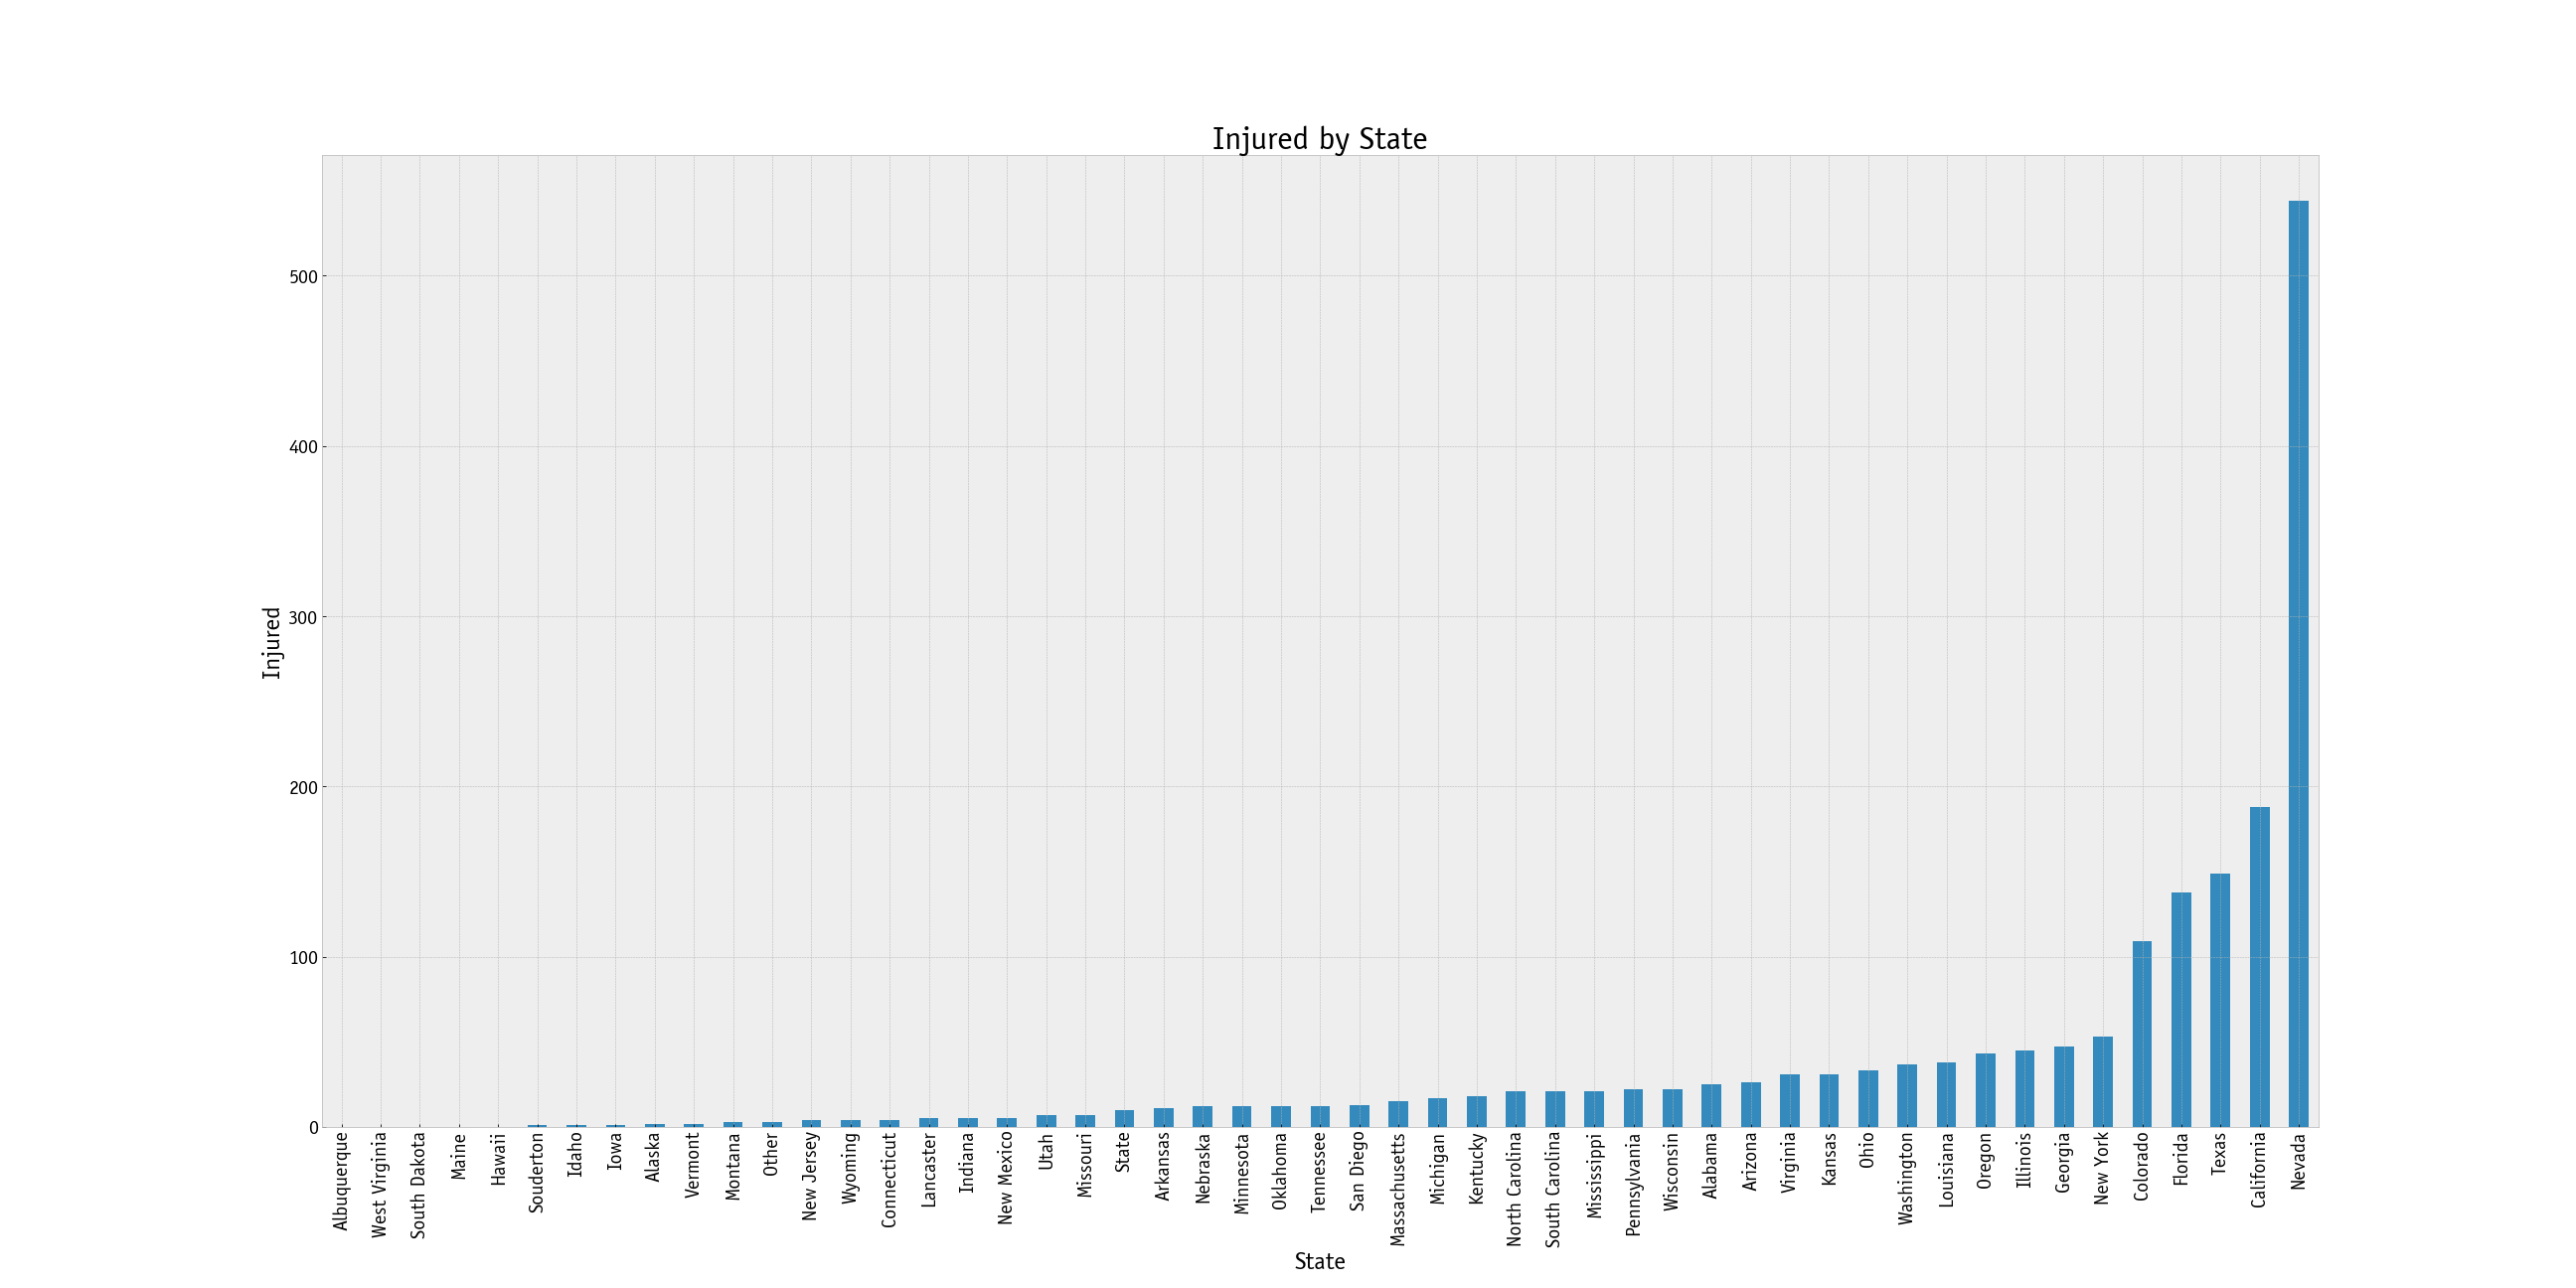 Injured by State
500
400
300
200
100
0
Injured
Albuquerque
West Virginia
South Dakota
Maine
Hawaii
Souderton
Idaho
Iowa
Alaska
Vermont
Montana
Other
New Jersey
Wyoming
Connecticut
Lancaster
Indiana
New Mexico
Utah
Missouri
State
Arkansas
Nebraska
Minnesota
Oklahoma
Tennessee
San Diego
Massachusetts
Michigan
Kentucky
North Carolina
South Carolina
Mississippi
Pennsylvania
Wisconsin
Alabama
Arizona
Virginia
Kansas
Ohio
Washington
Louisiana
Oregon
Illinois
Georgia
New York
Colorado
Florida
Texas
California
Nevada
State